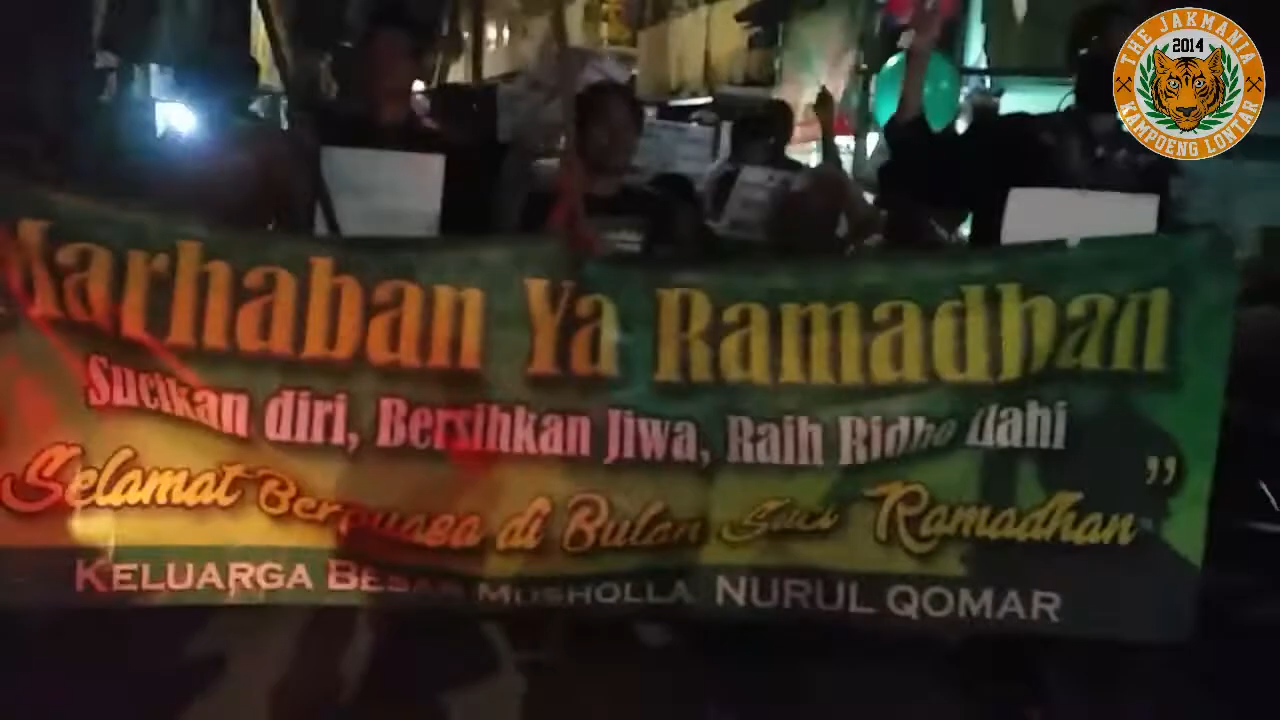 THE JAKMANIA
2014
KAMPOENG LONTAR
Marhaban Ya Ramadhan
Sucikan diri, Bersihkan Jiwa, Raih Ridho Ilahi
Selamat Berpuasa di Bulan Suci Ramadhan"
KELUARGA BESAR MUSHOLLA NURUL QOMAR